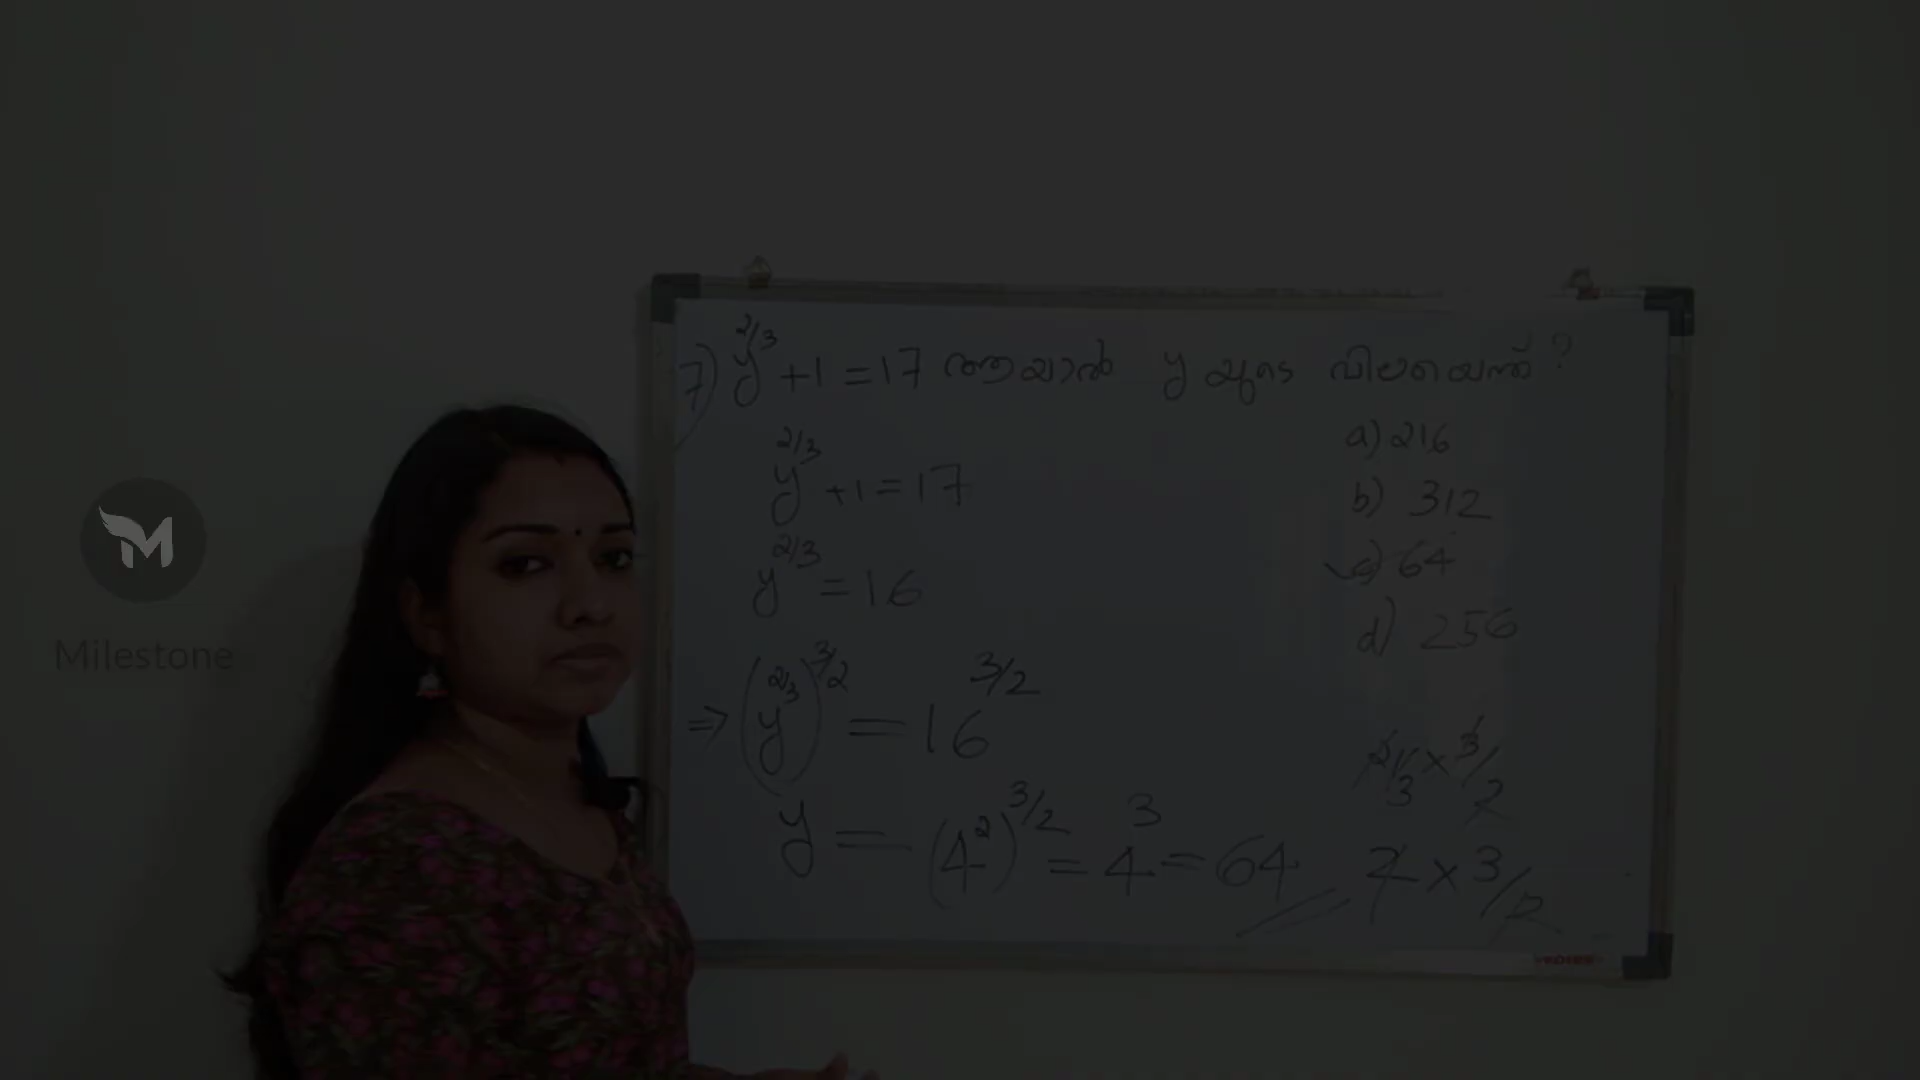 7) y^2/3 + 1 = 17 ആയാൽ y യുടെ വിലയെന്ത് ?
a) 216
y^2/3 + 1 = 17
b) 312
y^2/3 = 16
c) 64
d) 256
⇒ (y^2/3)^3/2 = 16^3/2
2/3 × 3/2
y = (4^2)^3/2 = 4^3 = 64
2 × 3/2
Milestone